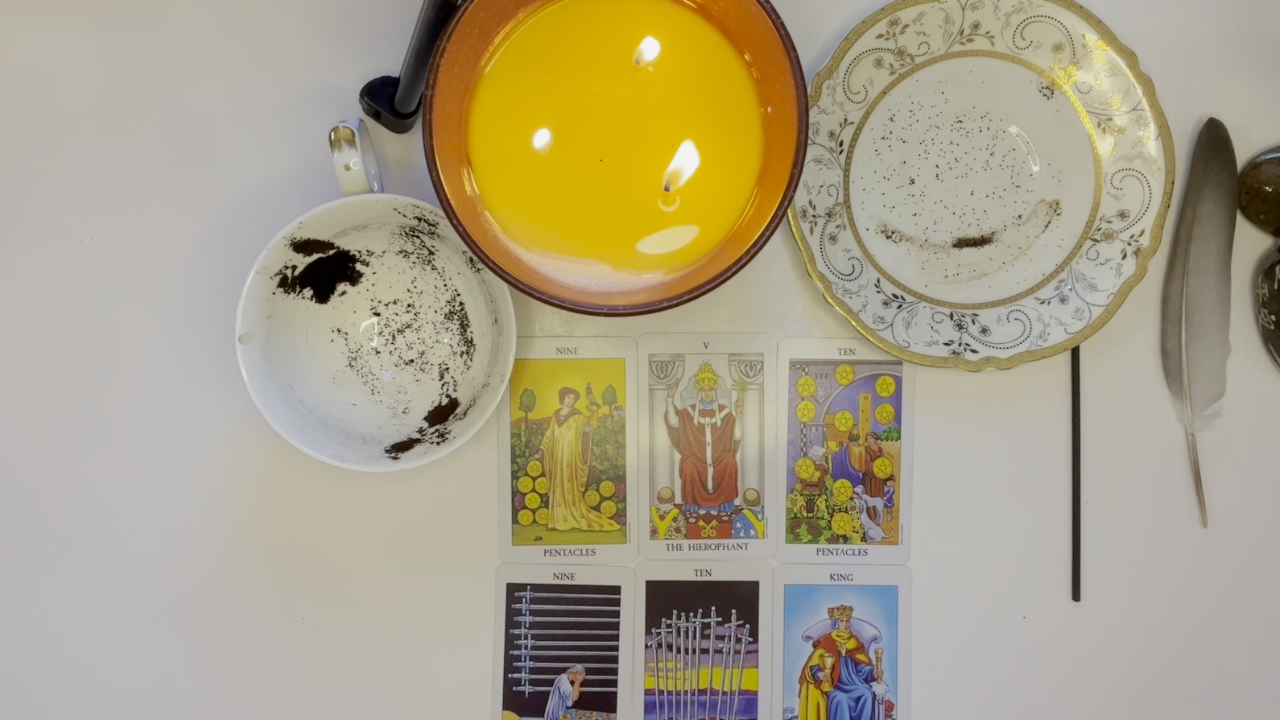 NINE
PENTACLES
V
THE HIEROPHANT
TEN
PENTACLES
NINE
TEN
KING